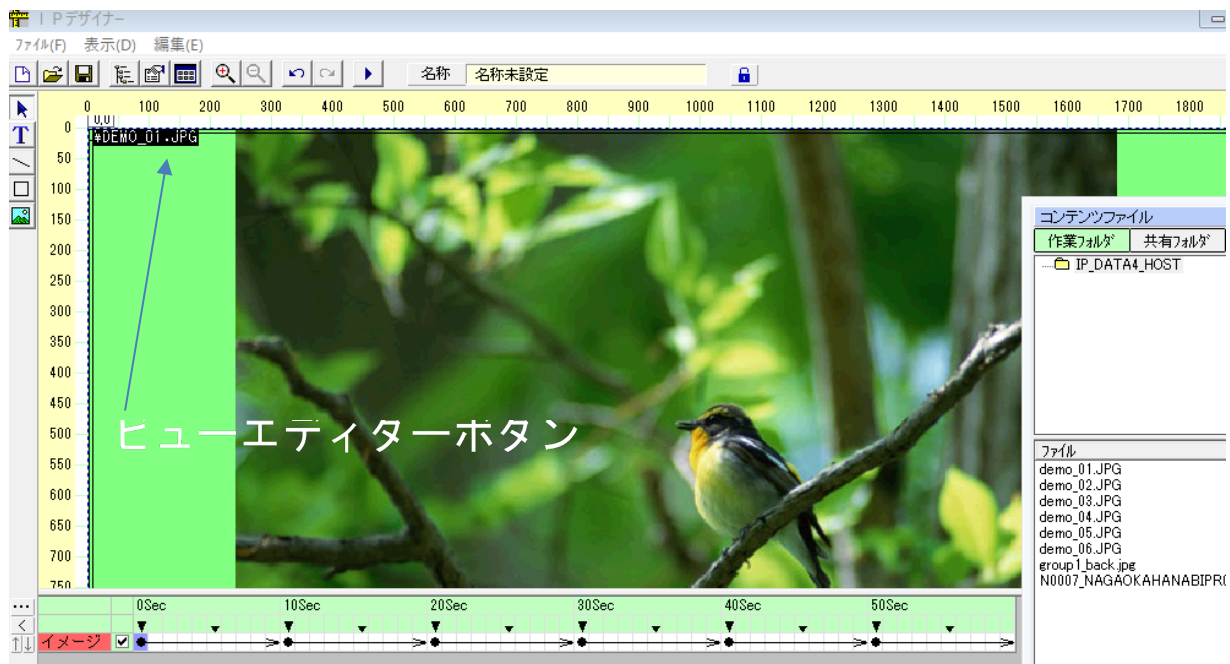 IPデザイナー
ファイル(F) 表示(D) 編集(E)
名称 名称未設定
0 100 200 300 400 500 600 700 800 900 1000 1100 1200 1300 1400 1500 1600 1700 1800
0,0
¥DEMO_01.JPG
0
50
100
150
200
250
300
350
400
450
500
550
600
650
700
750
T
ビューエディターボタン
コンテンツファイル
作業フォルダ 共有フォルダ
IP_DATA4_HOST
ファイル
demo_01.JPG
demo_02.JPG
demo_03.JPG
demo_04.JPG
demo_05.JPG
demo_06.JPG
group1_back.jpg
N0007_NAGAOKAHANABIPRO
0Sec 10Sec 20Sec 30Sec 40Sec 50Sec
イメージ